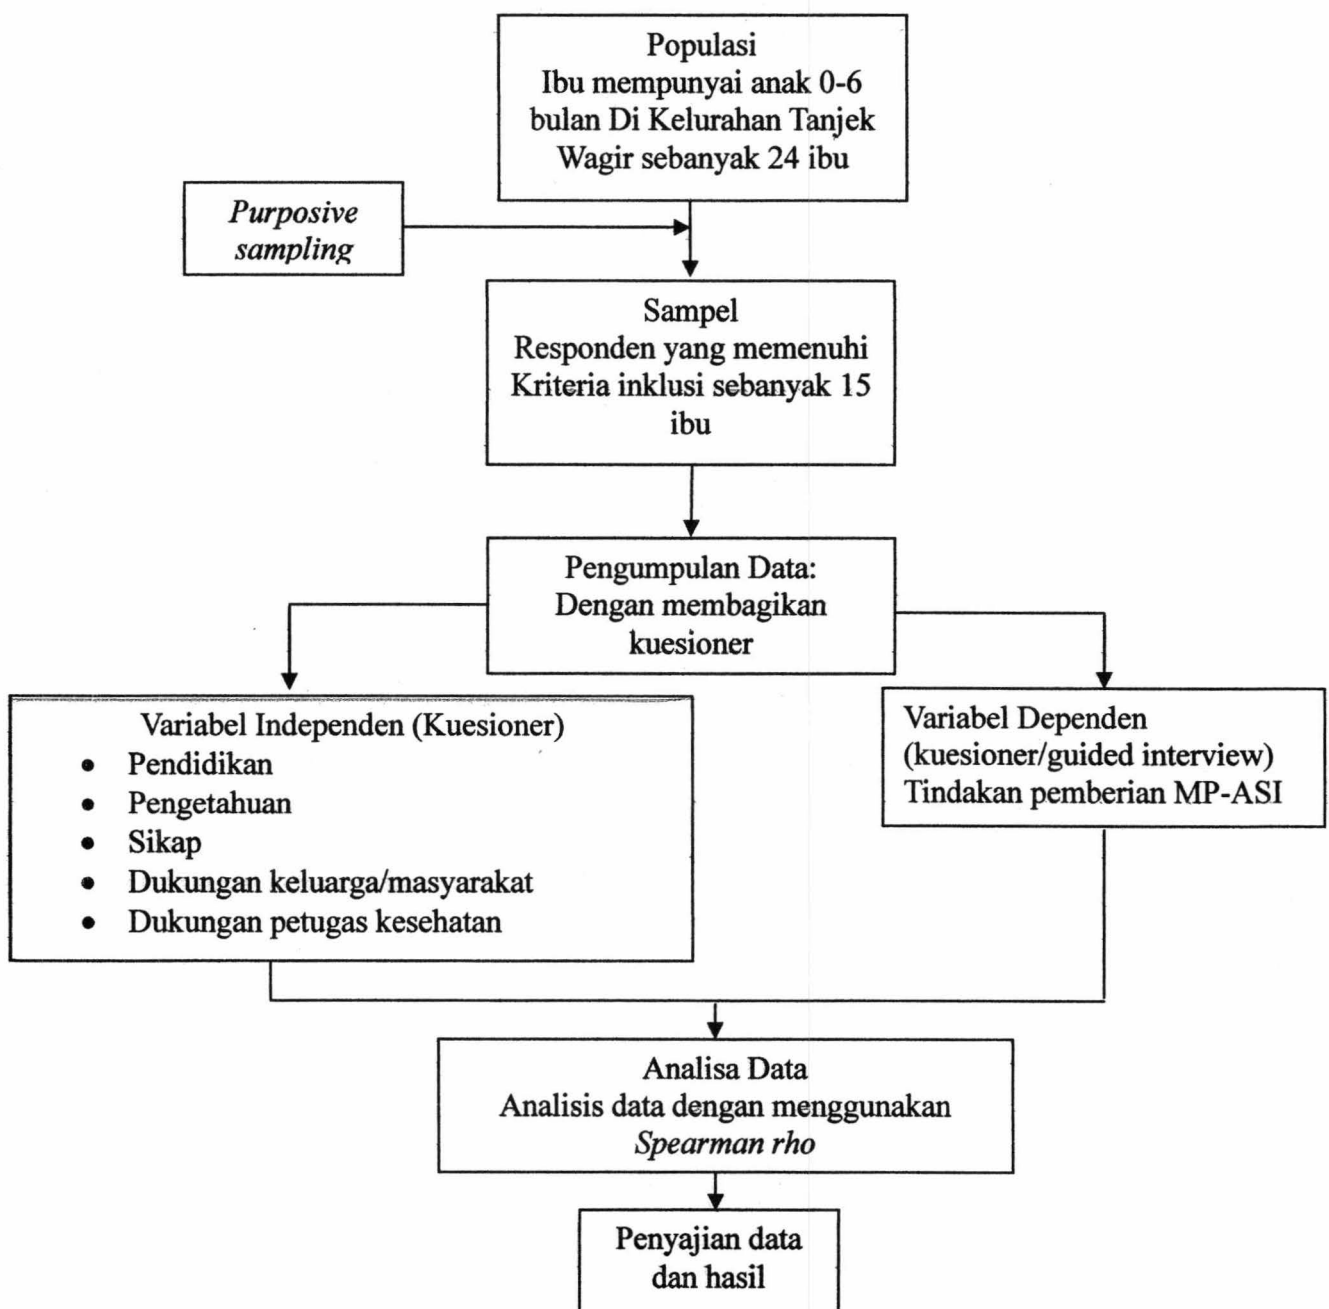 Populasi
Ibu mempunyai anak 0-6
bulan Di Kelurahan Tanjek
Wagir sebanyak 24 ibu
Purposive
sampling
Sampel
Responden yang memenuhi
Kriteria inklusi sebanyak 15
ibu
Pengumpulan Data:
Dengan membagikan
kuesioner
Variabel Independen (Kuesioner)
• Pendidikan
• Pengetahuan
• Sikap
• Dukungan keluarga/masyarakat
• Dukungan petugas kesehatan
Variabel Dependen
(kuesioner/guided interview)
Tindakan pemberian MP-ASI
Analisa Data
Analisis data dengan menggunakan
Spearman rho
Penyajian data
dan hasil